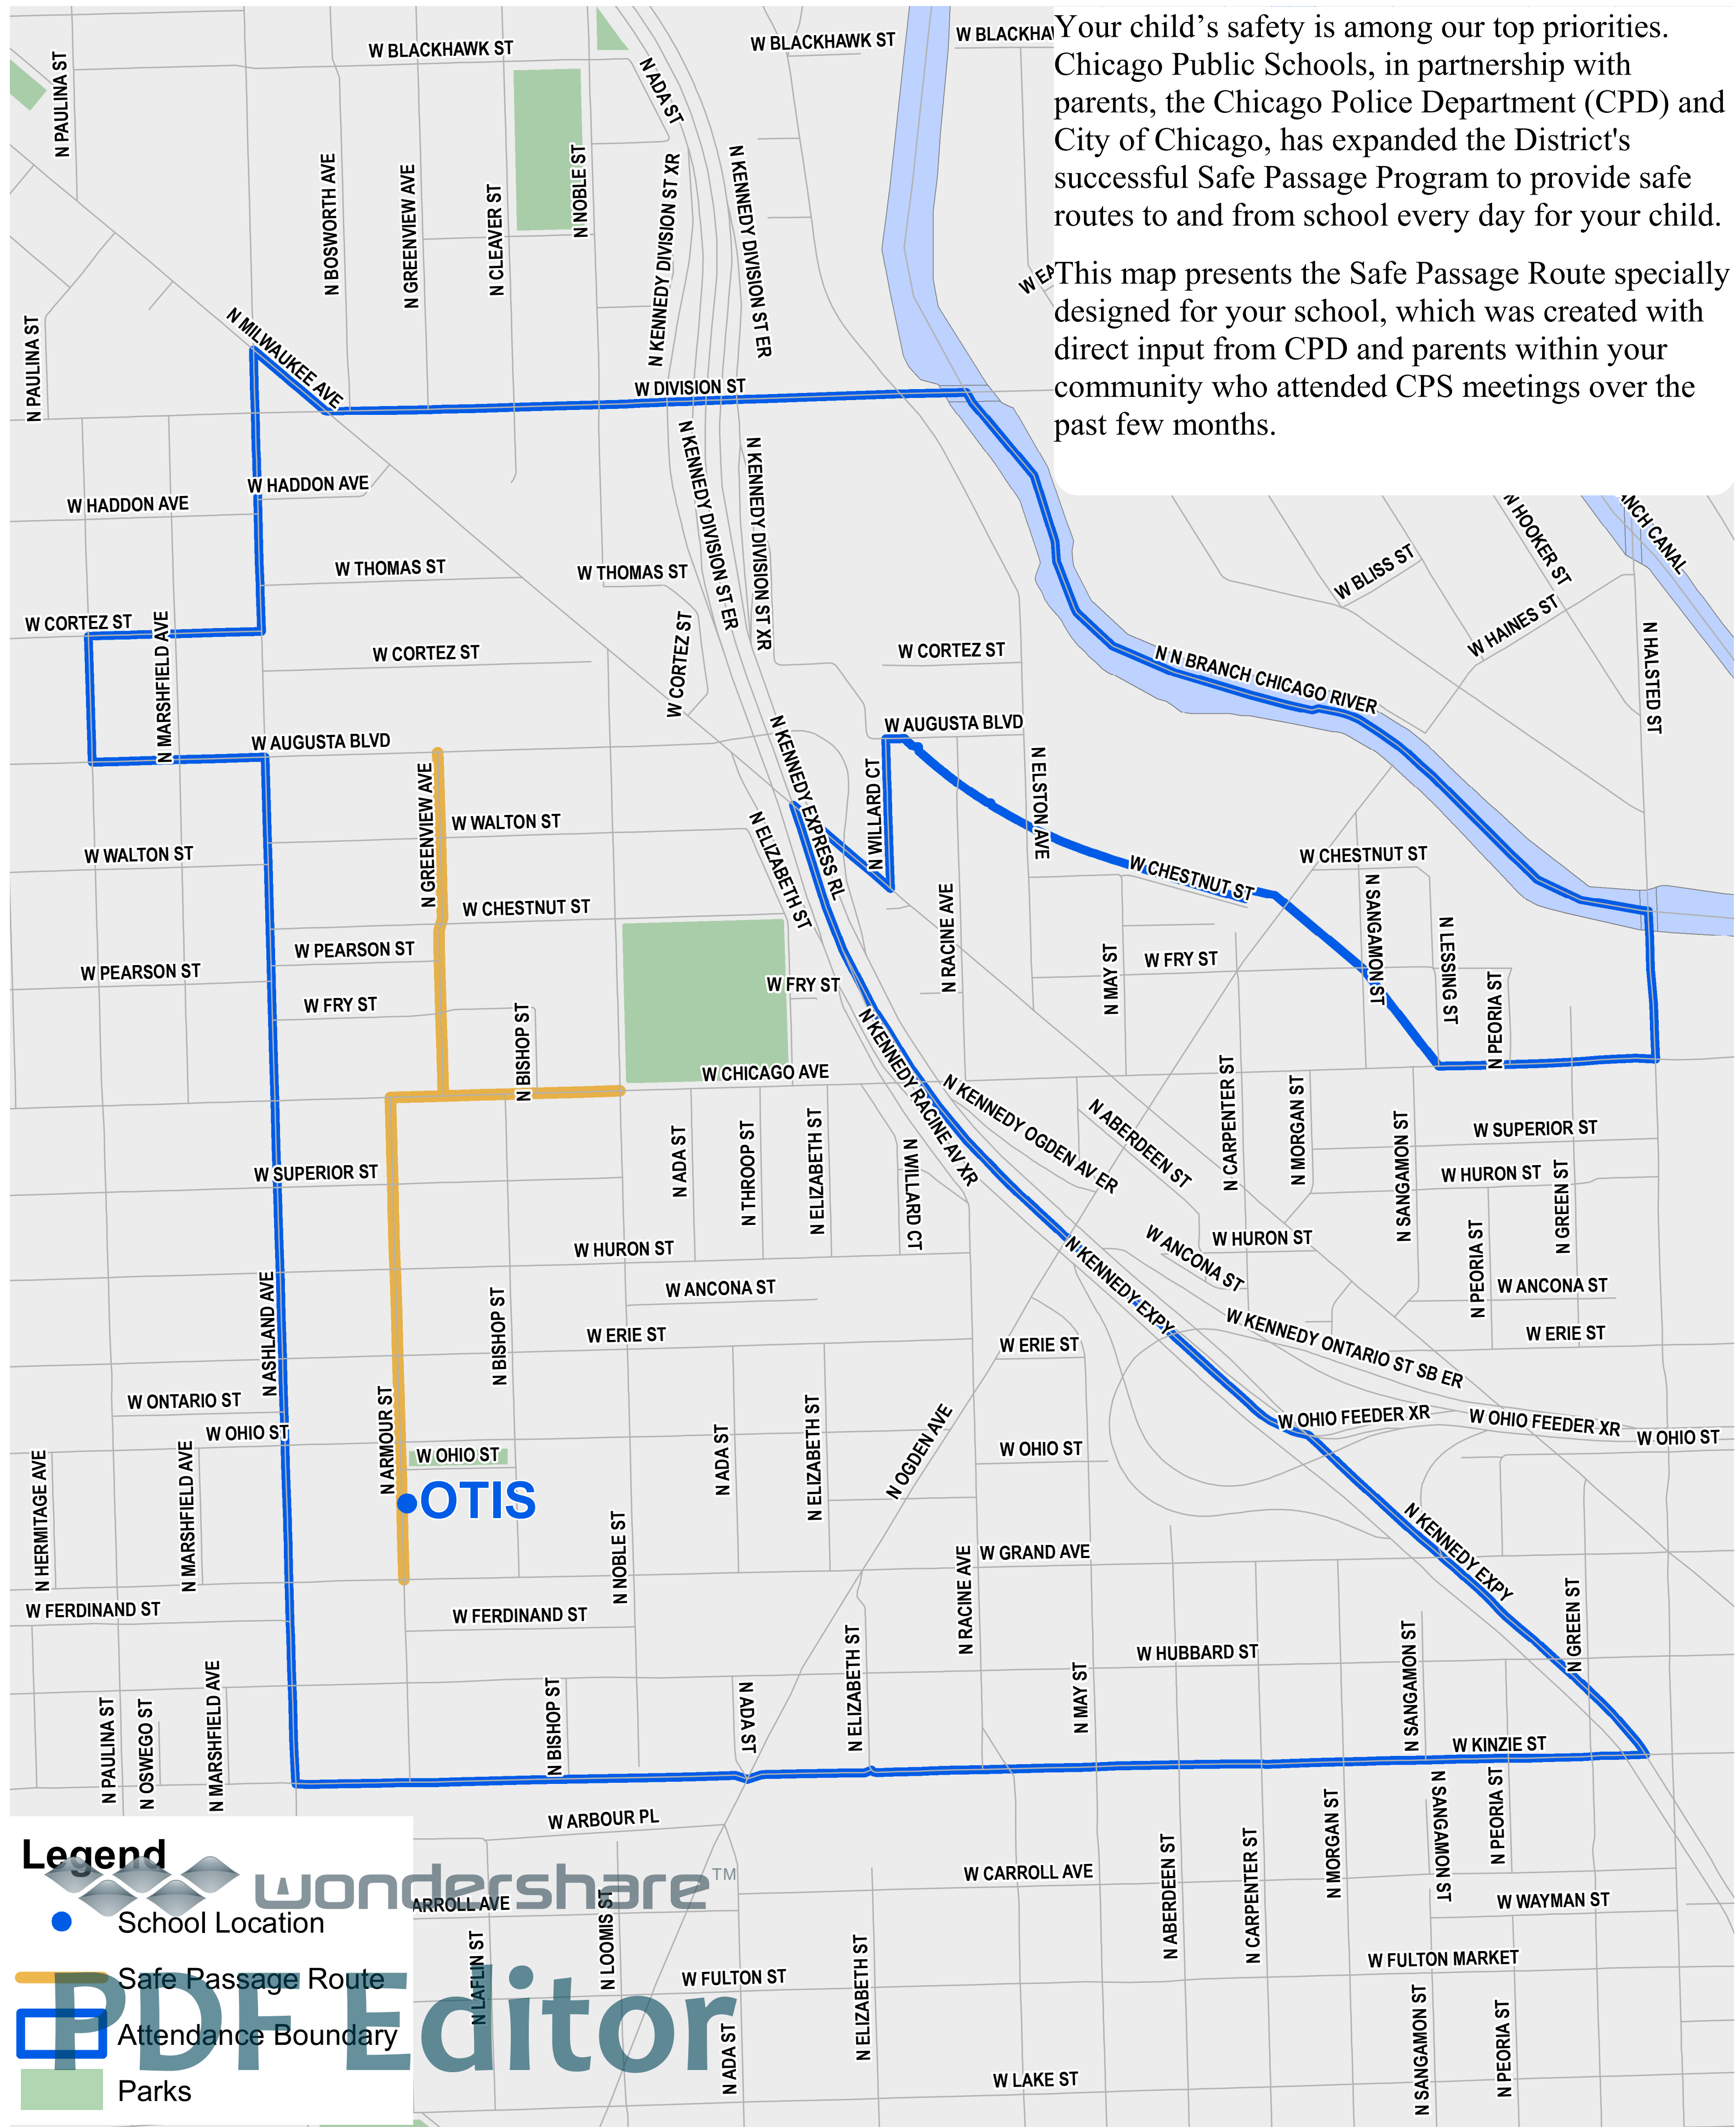 Your child’s safety is among our top priorities.
Chicago Public Schools, in partnership with
parents, the Chicago Police Department (CPD) and
City of Chicago, has expanded the District's
successful Safe Passage Program to provide safe
routes to and from school every day for your child.
This map presents the Safe Passage Route specially
designed for your school, which was created with
direct input from CPD and parents within your
community who attended CPS meetings over the
past few months.
W BLACKHAWK ST
W BLACKHAWK ST
W BLACKHA
N PAULINA ST
N ADA ST
N BOSWORTH AVE
N GREENVIEW AVE
N CLEAVER ST
N NOBLE ST
N KENNEDY DIVISION ST XR
N KENNEDY DIVISION ST ER
W EA
N PAULINA ST
N MILWAUKEE AVE
W DIVISION ST
W HADDON AVE
W HADDON AVE
N KENNEDY DIVISION ST ER
N KENNEDY DIVISION ST XR
N HOOKER ST
ANCH CANAL
W BLISS ST
W THOMAS ST
W THOMAS ST
W HAINES ST
W CORTEZ ST
N MARSHFIELD AVE
W CORTEZ ST
W CORTEZ ST
W CORTEZ ST
N N BRANCH CHICAGO RIVER
N HALSTED ST
W AUGUSTA BLVD
W AUGUSTA BLVD
N KENNEDY EXPRESS RL
N GREENVIEW AVE
W WALTON ST
W WALTON ST
N ELIZABETH ST
N WILLARD CT
N ELSTON AVE
W CHESTNUT ST
W CHESTNUT ST
W CHESTNUT ST
N RACINE AVE
N SANGAMON ST
N LESSING ST
W PEARSON ST
W PEARSON ST
W FRY ST
W FRY ST
W FRY ST
N MAY ST
N PEORIA ST
N BISHOP ST
W CHICAGO AVE
N KENNEDY RACINE AV XR
N KENNEDY OGDEN AV ER
N ABERDEEN ST
N CARPENTER ST
N MORGAN ST
N SANGAMON ST
W SUPERIOR ST
W SUPERIOR ST
N ADA ST
N THROOP ST
N ELIZABETH ST
N WILLARD CT
W HURON ST
N GREEN ST
N PEORIA ST
W HURON ST
W HURON ST
W ANCONA ST
W ANCONA ST
W ANCONA ST
N KENNEDY EXPY
N ASHLAND AVE
N BISHOP ST
W ERIE ST
W ERIE ST
W ERIE ST
W KENNEDY ONTARIO ST SB ER
W ONTARIO ST
W OHIO ST
N ARMOUR ST
W OHIO ST
N ADA ST
N ELIZABETH ST
N OGDEN AVE
W OHIO ST
W OHIO FEEDER XR
W OHIO FEEDER XR
W OHIO ST
N HERMITAGE AVE
N MARSHFIELD AVE
OTIS
N NOBLE ST
N RACINE AVE
W GRAND AVE
N KENNEDY EXPY
W FERDINAND ST
W FERDINAND ST
N GREEN ST
W HUBBARD ST
N PAULINA ST
N OSWEGO ST
N MARSHFIELD AVE
N BISHOP ST
N ADA ST
N ELIZABETH ST
N MAY ST
N SANGAMON ST
W KINZIE ST
W ARBOUR PL
N MORGAN ST
N SANGAMON ST
N PEORIA ST
W CARROLL AVE
ARROLL AVE
N LAFLIN ST
N LOOMIS ST
N ABERDEEN ST
N CARPENTER ST
W WAYMAN ST
W FULTON ST
W FULTON MARKET
N ADA ST
N ELIZABETH ST
N SANGAMON ST
N PEORIA ST
W LAKE ST
Legend
School Location
Safe Passage Route
Attendance Boundary
Parks
wondershare™
PDF Editor